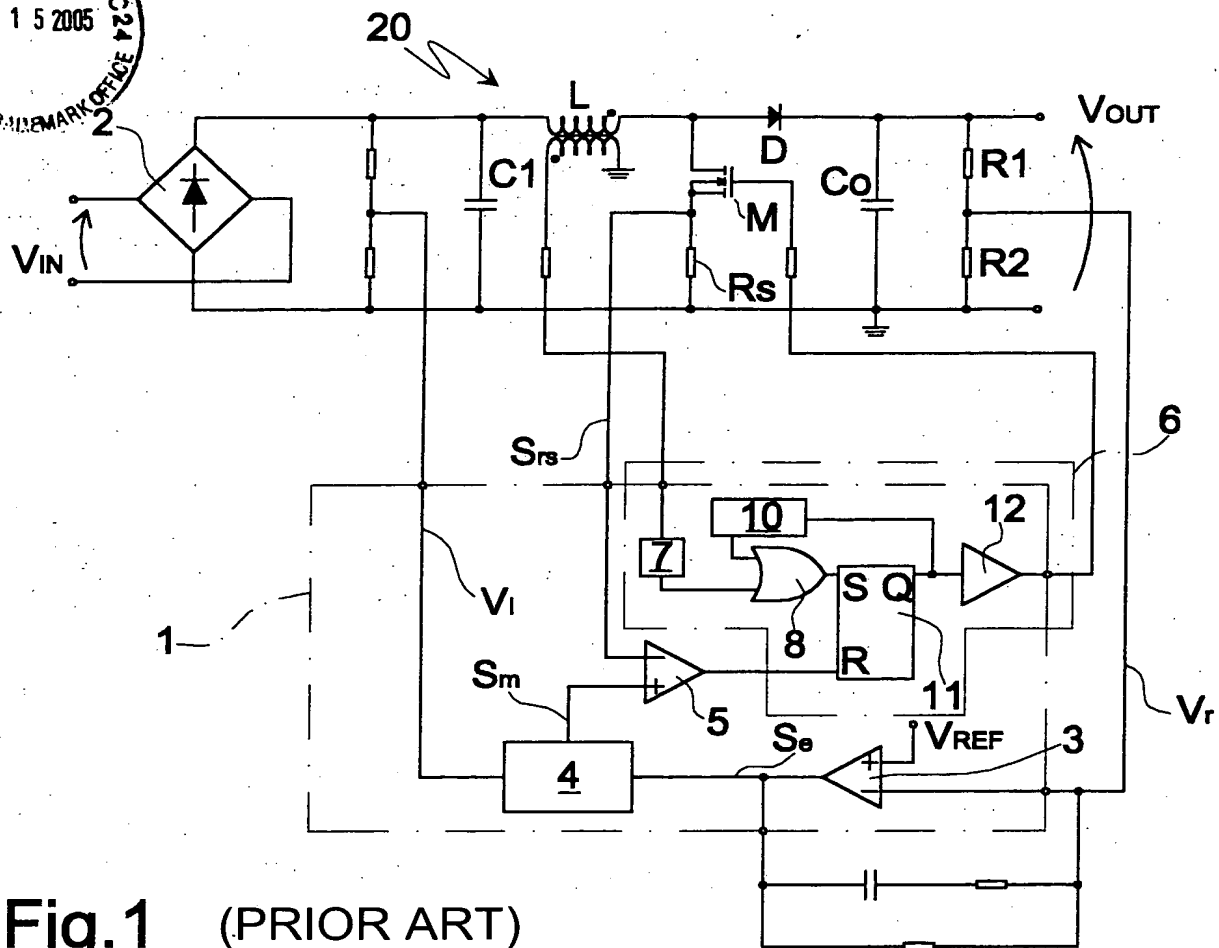 1 5 2005
C24
MARK OFFICE
20
2
L
VOUT
C1
D
Co
R1
M
VIN
Rs
R2
Srs
6
10
12
7
VI
S Q
8
1
R
Sm
5
11
Vr
Se
VREF
3
4
Fig.1 (PRIOR ART)